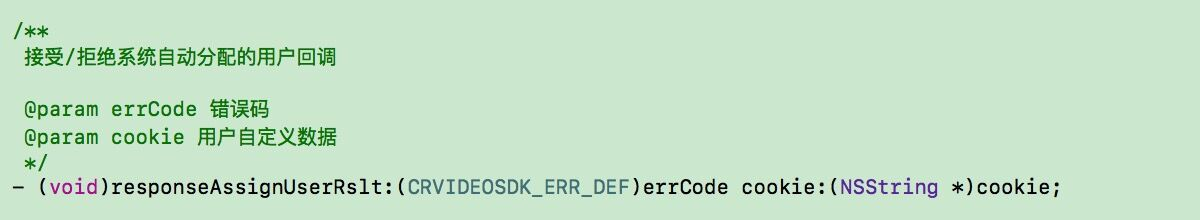 /**
接受/拒绝系统自动分配的用户回调
@param errCode 错误码
@param cookie 用户自定义数据
*/
- (void)responseAssignUserRslt:(CRVIDEOSDK_ERR_DEF)errCode cookie:(NSString *)cookie;